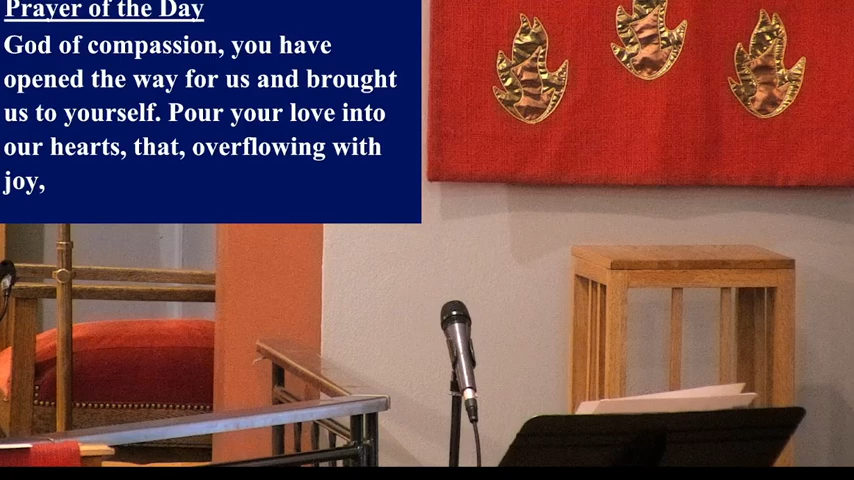 Prayer of the Day
God of compassion, you have
opened the way for us and brought
us to yourself. Pour your love into
our hearts, that, overflowing with
joy,